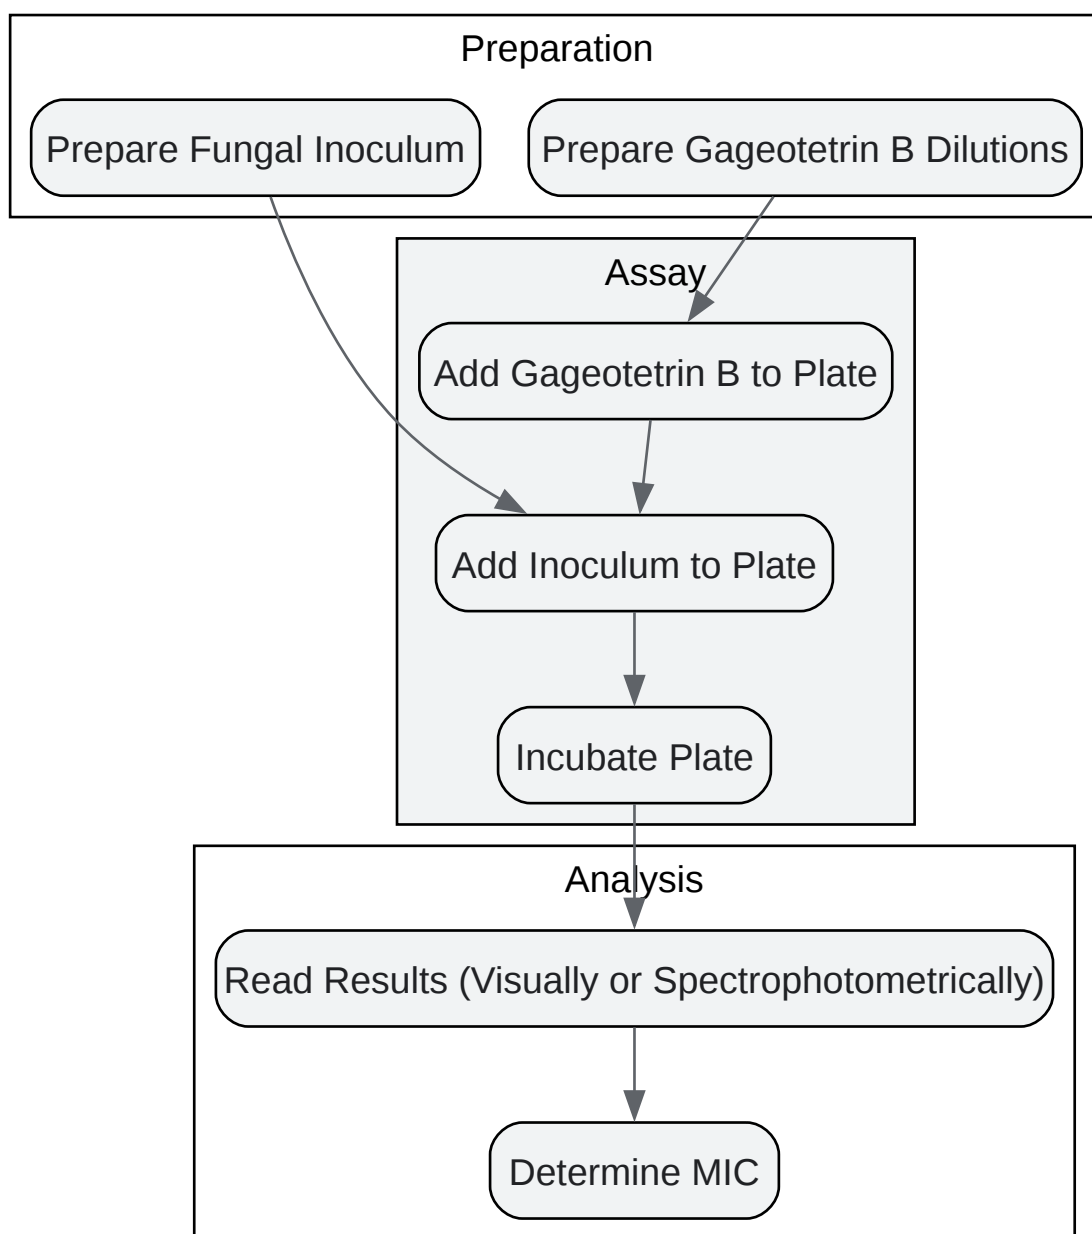 Preparation
Prepare Fungal Inoculum
Prepare Gageotetrin B Dilutions
Assay
Add Gageotetrin B to Plate
Add Inoculum to Plate
Incubate Plate
Analysis
Read Results (Visually or Spectrophotometrically)
Determine MIC